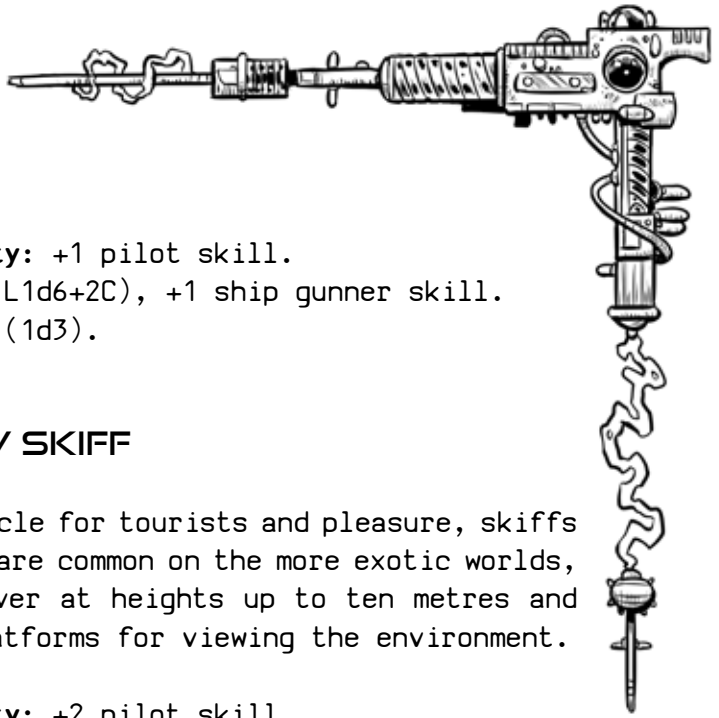 ty: +1 pilot skill.
L1d6+2C), +1 ship gunner skill.
(1d3).
SKIFF
cle for tourists and pleasure, skiffs
are common on the more exotic worlds,
ver at heights up to ten metres and
atforms for viewing the environment.
ty: +2 pilot skill